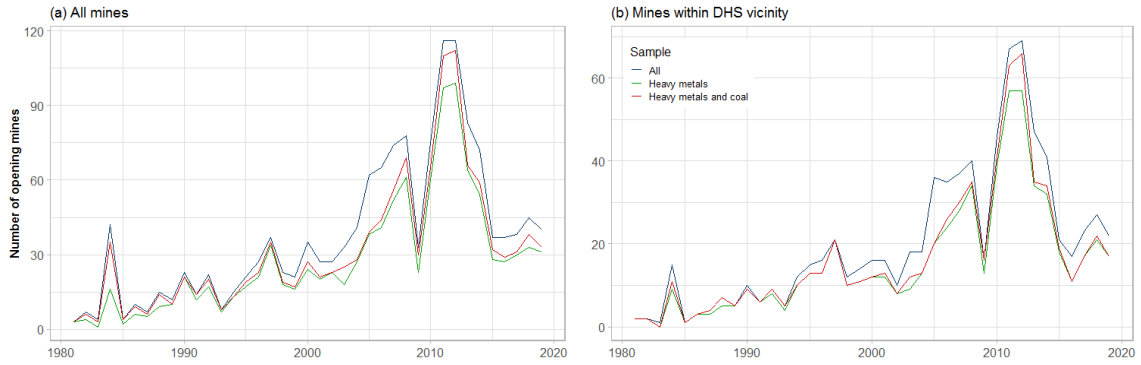 (a) All mines
Number of opening mines
120
90
60
30
0
1980
1990
2000
2010
2020
(b) Mines within DHS vicinity
Sample
All
Heavy metals
Heavy metals and coal
60
40
20
0
1980
1990
2000
2010
2020